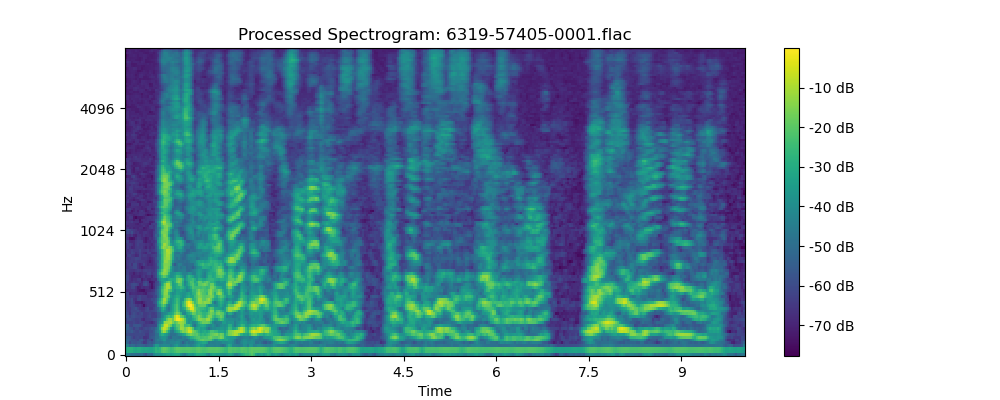 Processed Spectrogram: 6319-57405-0001.flac
4096
2048
1024
512
0
Hz
0 1.5 3 4.5 6 7.5 9
Time
-10 dB
-20 dB
-30 dB
-40 dB
-50 dB
-60 dB
-70 dB